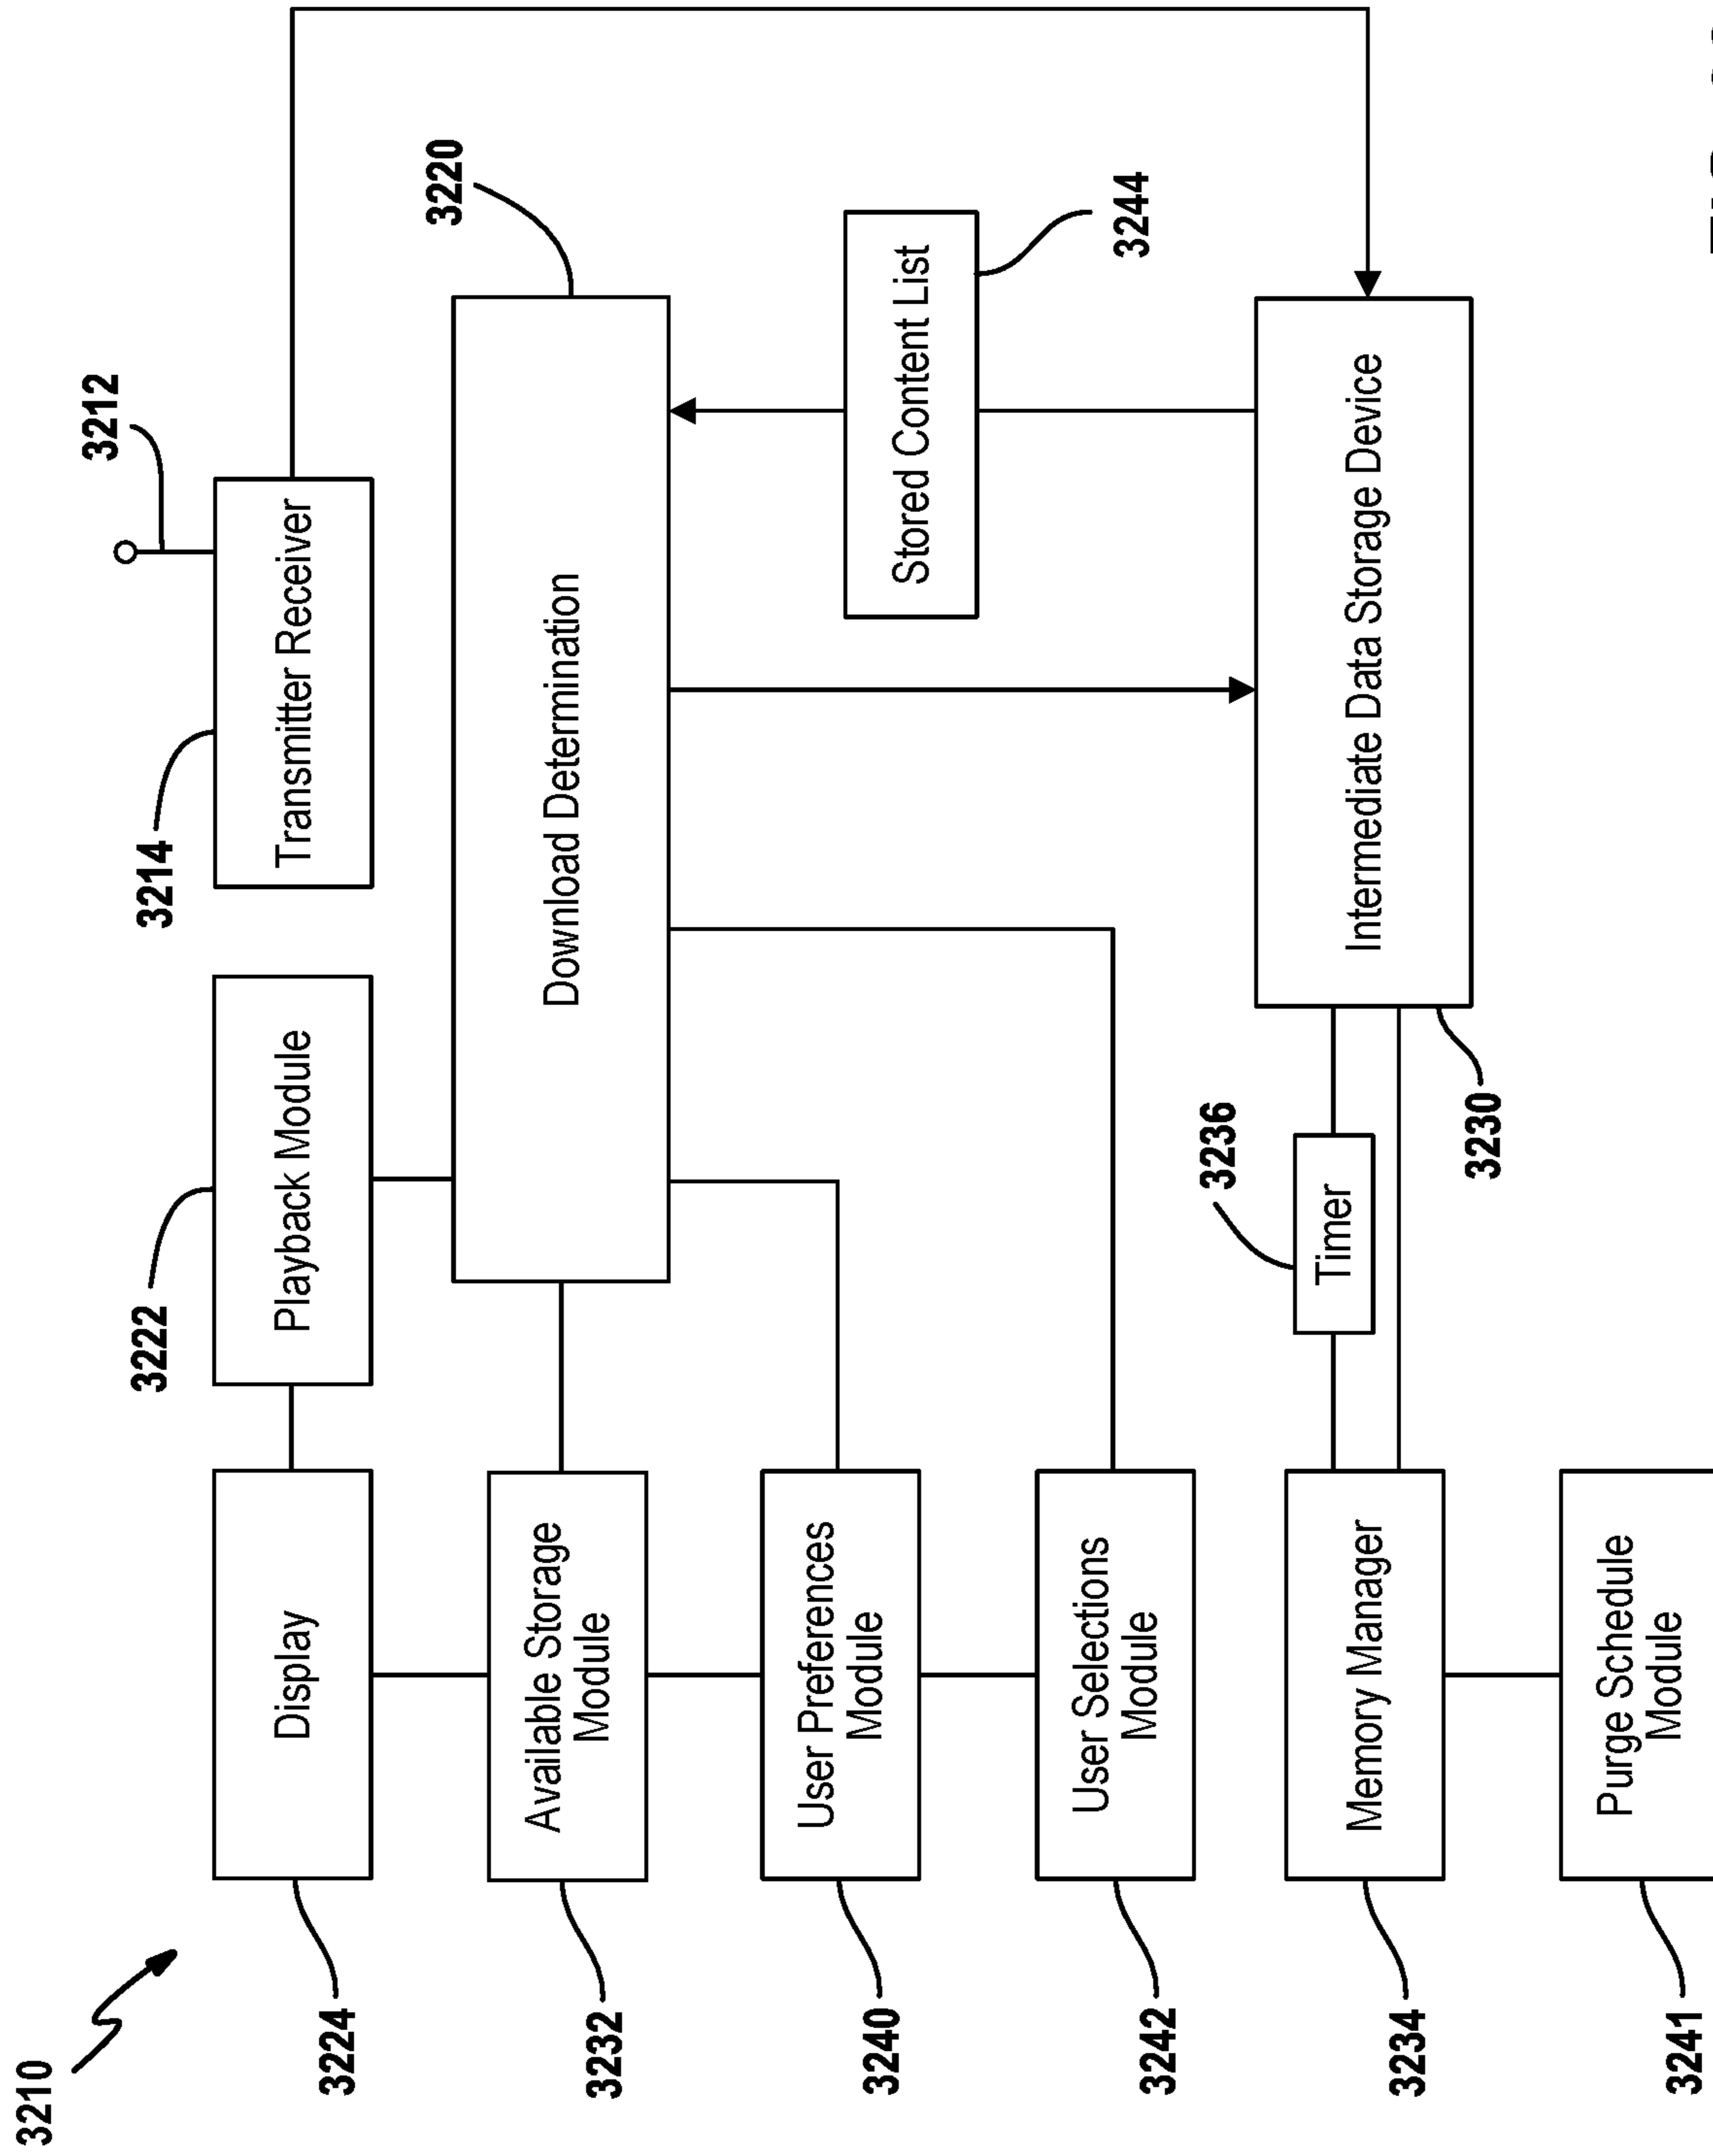 3210
3222
3214
3212
Display
Playback Module
Transmitter Receiver
3224
3220
Available Storage
Module
Download Determination
3232
User Preferences
Module
3240
Stored Content List
3244
User Selections
Module
3242
3236
Timer
Memory Manager
Intermediate Data Storage Device
3234
3230
Purge Schedule
Module
3241